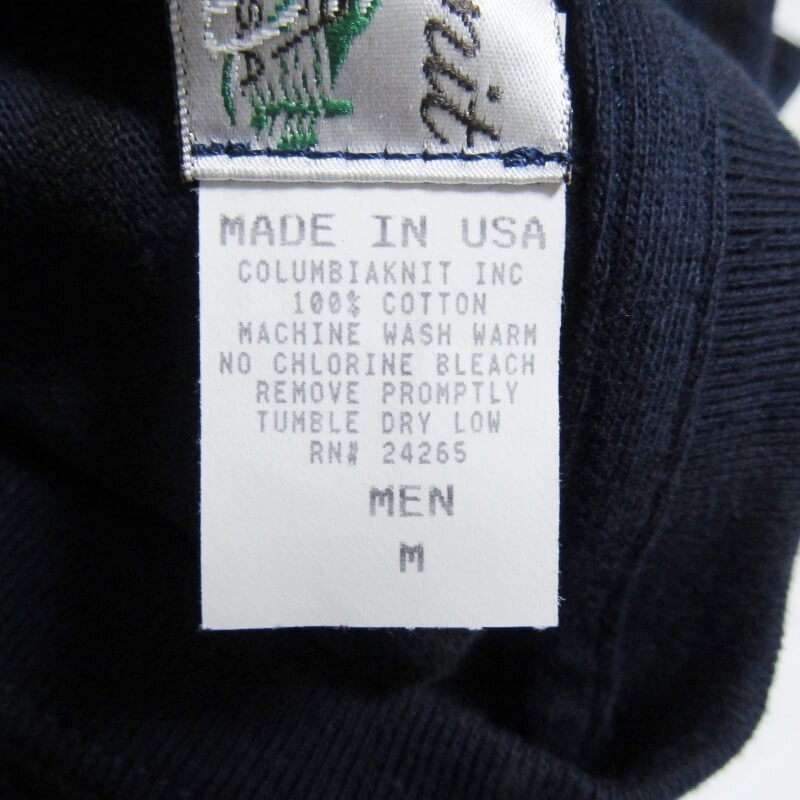 nit
MADE IN USA
COLUMBIAKNIT INC
100% COTTON
MACHINE WASH WARM
NO CHLORINE BLEACH
REMOVE PROMPTLY
TUMBLE DRY LOW
RN# 24265
MEN
M